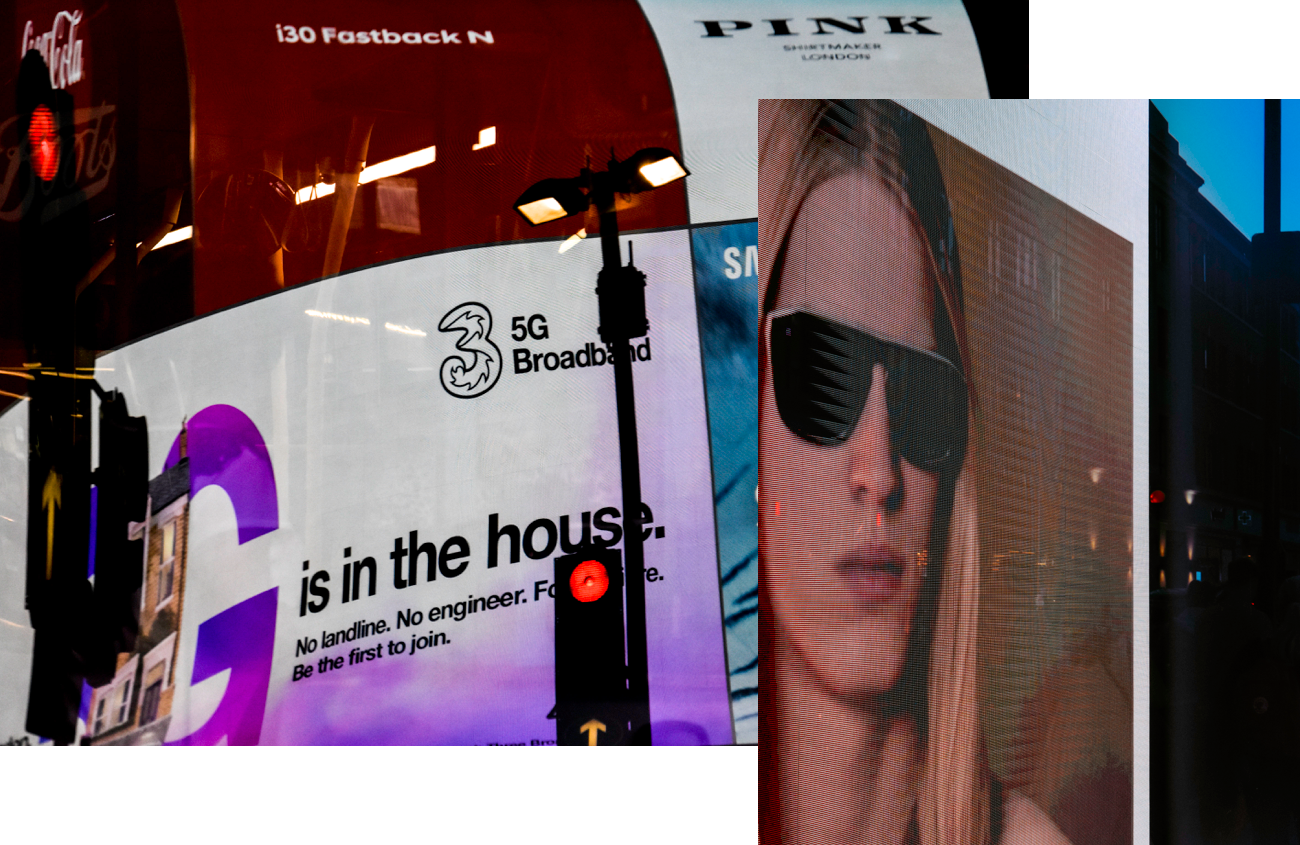 Coca-Cola
i30 Fastback N
PINK
SHIRTMAKER
LONDON
3
5G
Broadband
G
is in the house.
No landline. No engineer.
Be the first to join.